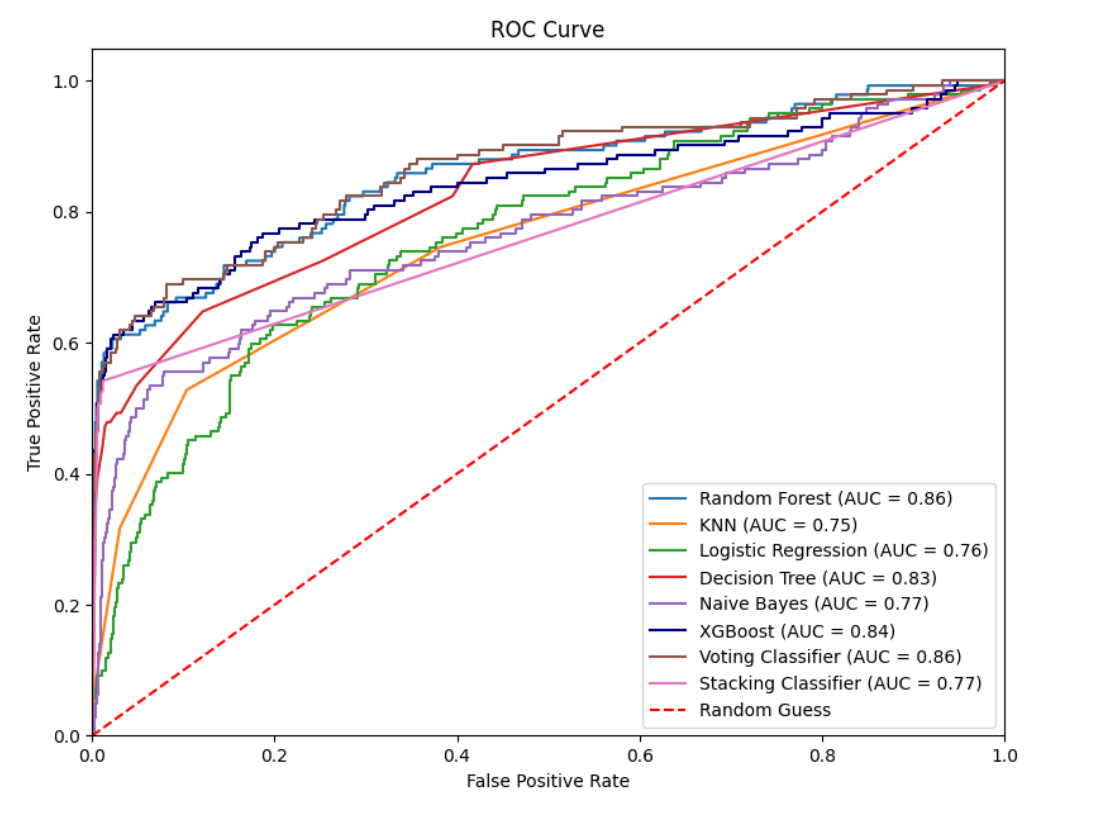 ROC Curve
True Positive Rate
1.0
0.8
0.6
0.4
0.2
0.0
Random Forest (AUC = 0.86)
KNN (AUC = 0.75)
Logistic Regression (AUC = 0.76)
Decision Tree (AUC = 0.83)
Naive Bayes (AUC = 0.77)
XGBoost (AUC = 0.84)
Voting Classifier (AUC = 0.86)
Stacking Classifier (AUC = 0.77)
Random Guess
0.0 0.2 0.4 0.6 0.8 1.0
False Positive Rate